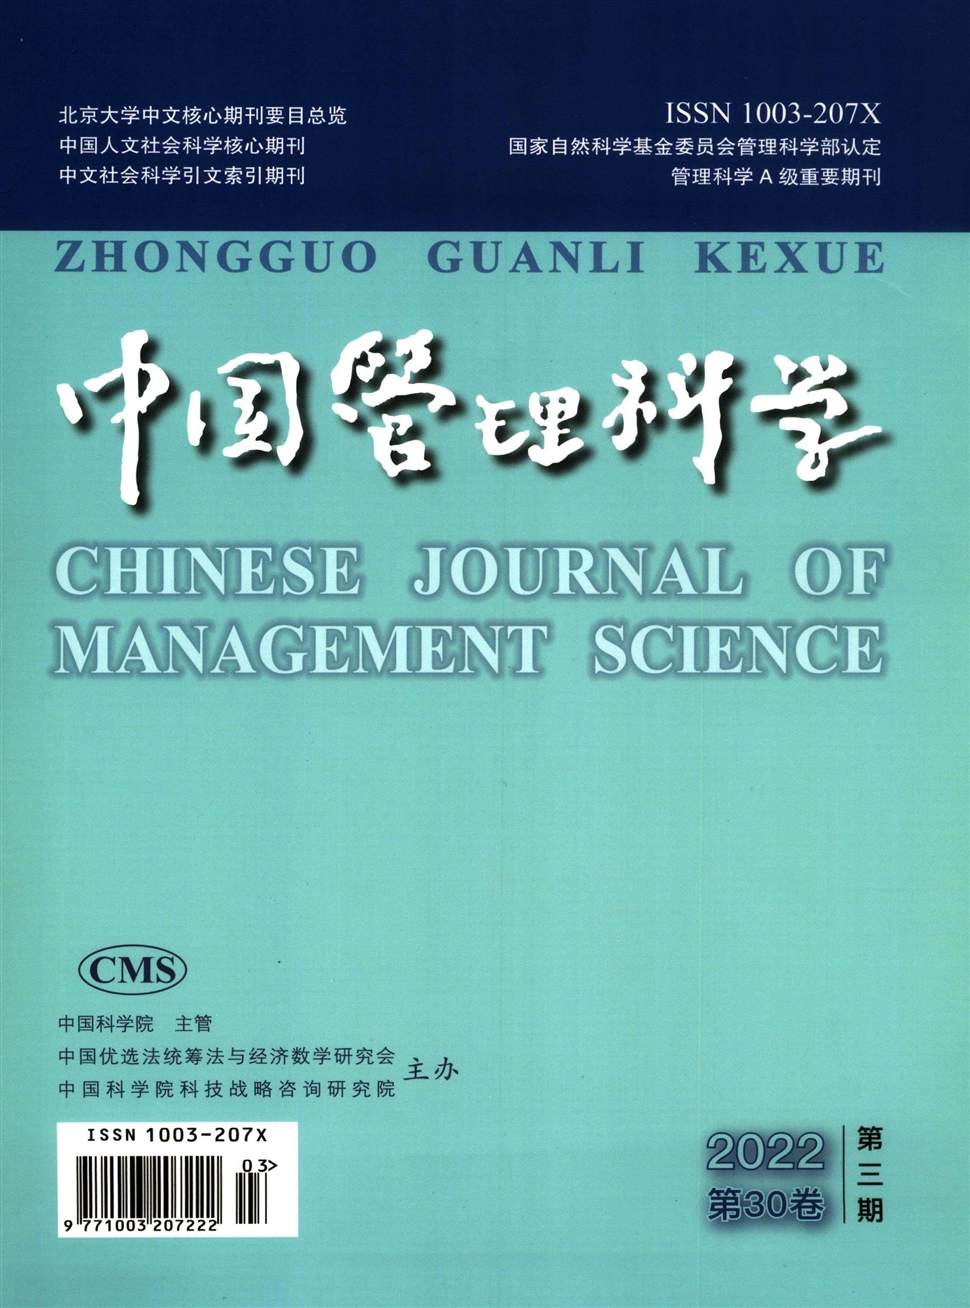 北京大学中文核心期刊要目总览
中国人文社会科学核心期刊
中文社会科学引文索引期刊
ISSN 1003-207X
国家自然科学基金委员会管理科学部认定
管理科学 A 级重要期刊
ZHONGGUO GUANLI KEXUE
中国管理科学
CHINESE JOURNAL OF
MANAGEMENT SCIENCE
CMS
中国科学院 主管
中国优选法统筹法与经济数学研究会
中国科学院科技战略咨询研究院
主办
ISSN 1003-207X
03>
9 771003 207222
2022
第30卷
第三期